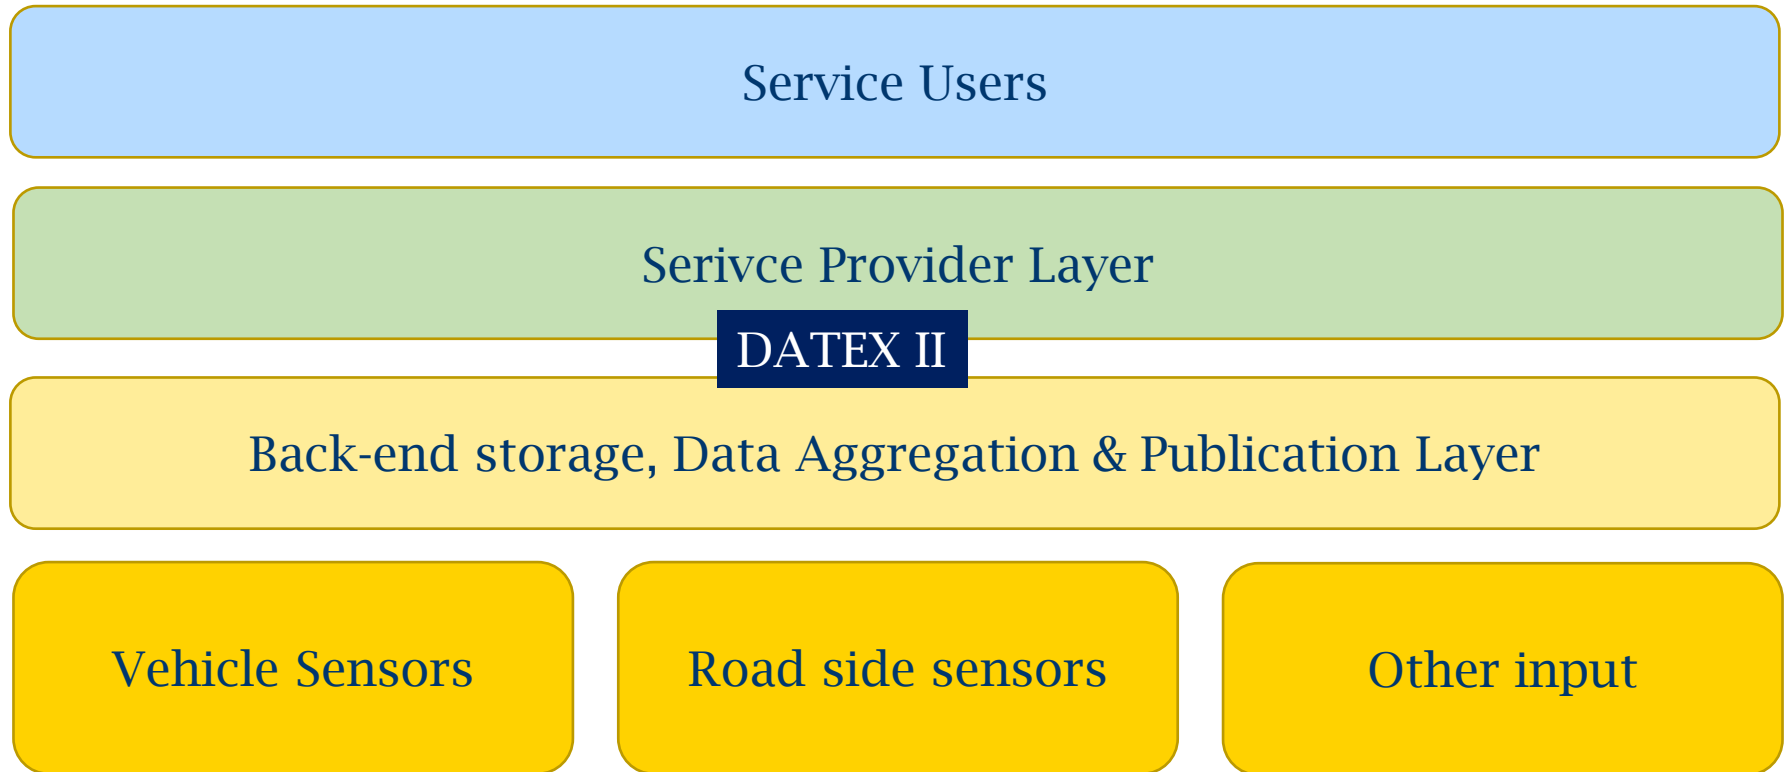 Service Users
Serivce Provider Layer
DATEX II
Back-end storage, Data Aggregation & Publication Layer
Vehicle Sensors
Road side sensors
Other input